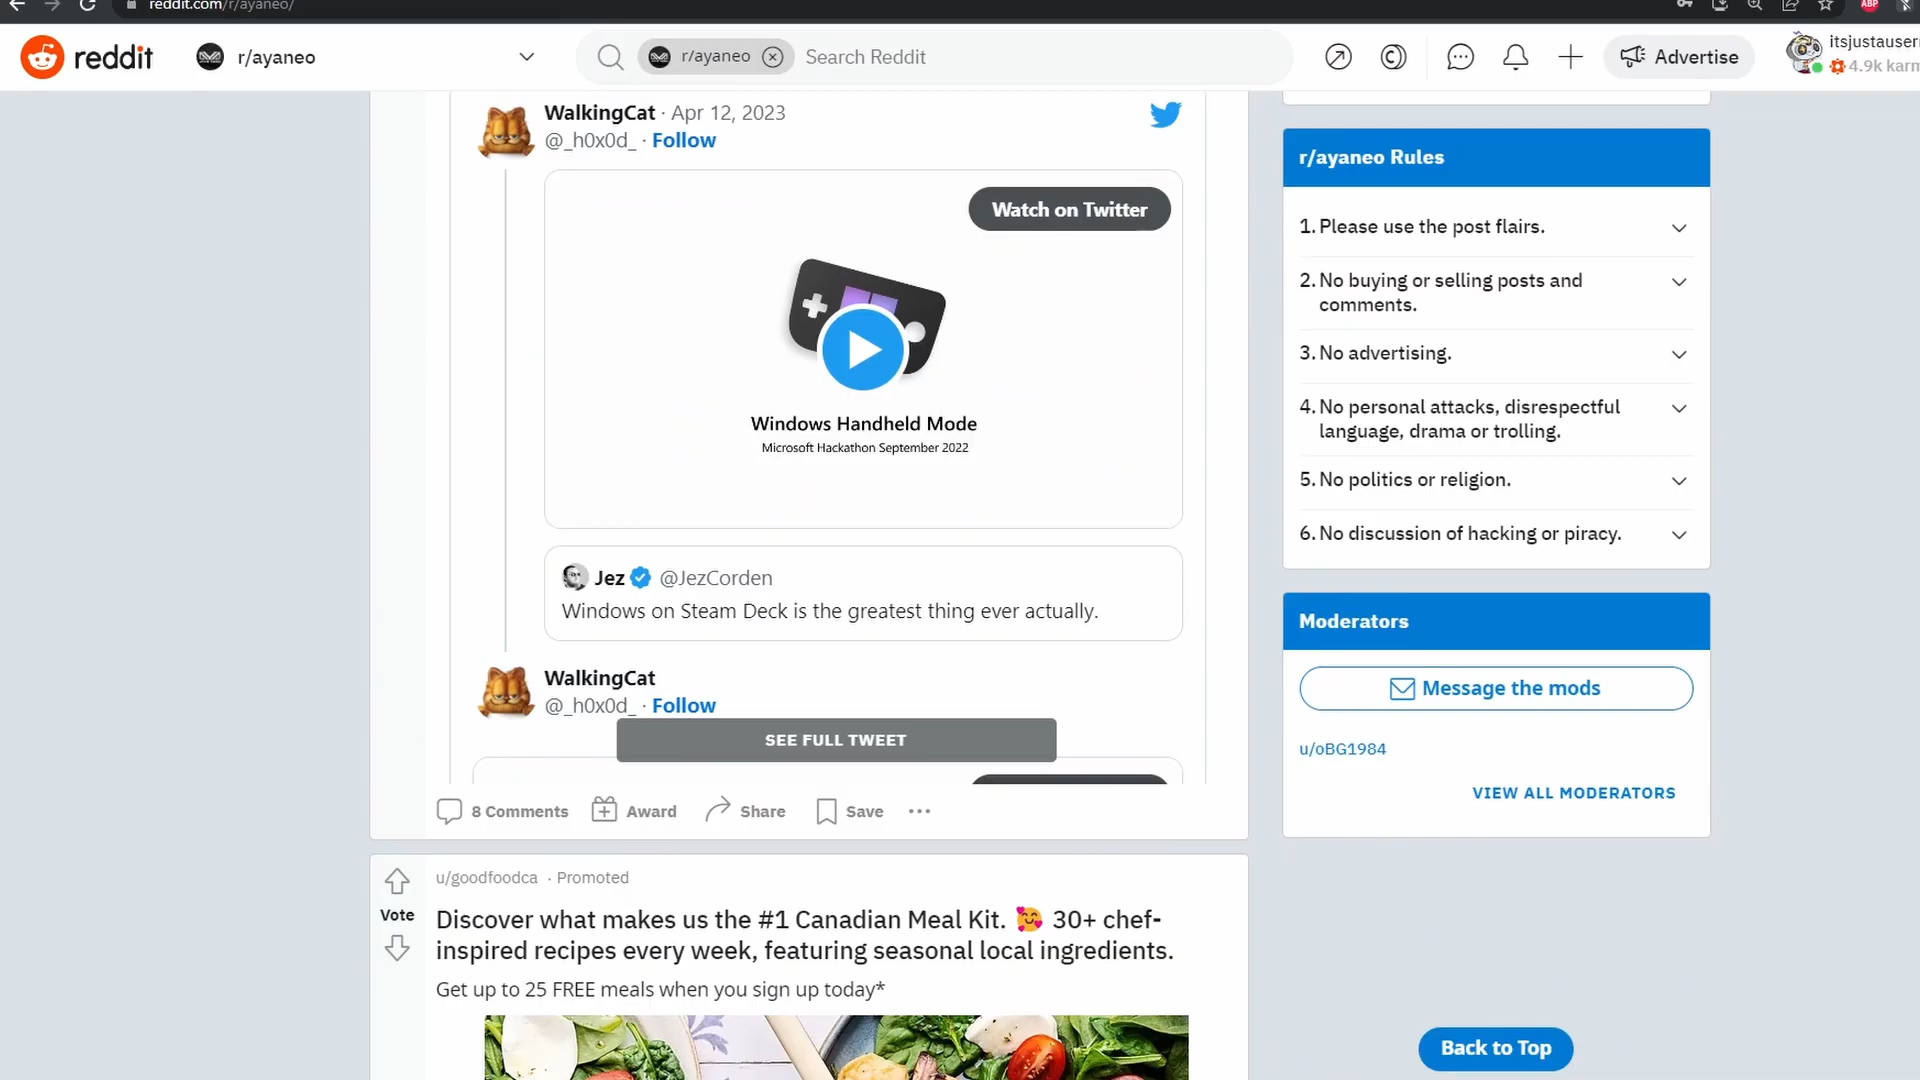 reddit.com/r/ayaneo/
ABP
reddit
r/ayaneo
r/ayaneo
Search Reddit
Advertise
itsjustauser
4.9k karm
WalkingCat · Apr 12, 2023
@_h0x0d_ · Follow
Watch on Twitter
Windows Handheld Mode
Microsoft Hackathon September 2022
Jez @JezCorden
Windows on Steam Deck is the greatest thing ever actually.
WalkingCat
@_h0x0d_ · Follow
SEE FULL TWEET
8 Comments Award Share Save
u/goodfoodca · Promoted
Vote
Discover what makes us the #1 Canadian Meal Kit. 🥰 30+ chef-
inspired recipes every week, featuring seasonal local ingredients.
Get up to 25 FREE meals when you sign up today*
r/ayaneo Rules
1. Please use the post flairs.
2. No buying or selling posts and
comments.
3. No advertising.
4. No personal attacks, disrespectful
language, drama or trolling.
5. No politics or religion.
6. No discussion of hacking or piracy.
Moderators
Message the mods
u/oBG1984
VIEW ALL MODERATORS
Back to Top